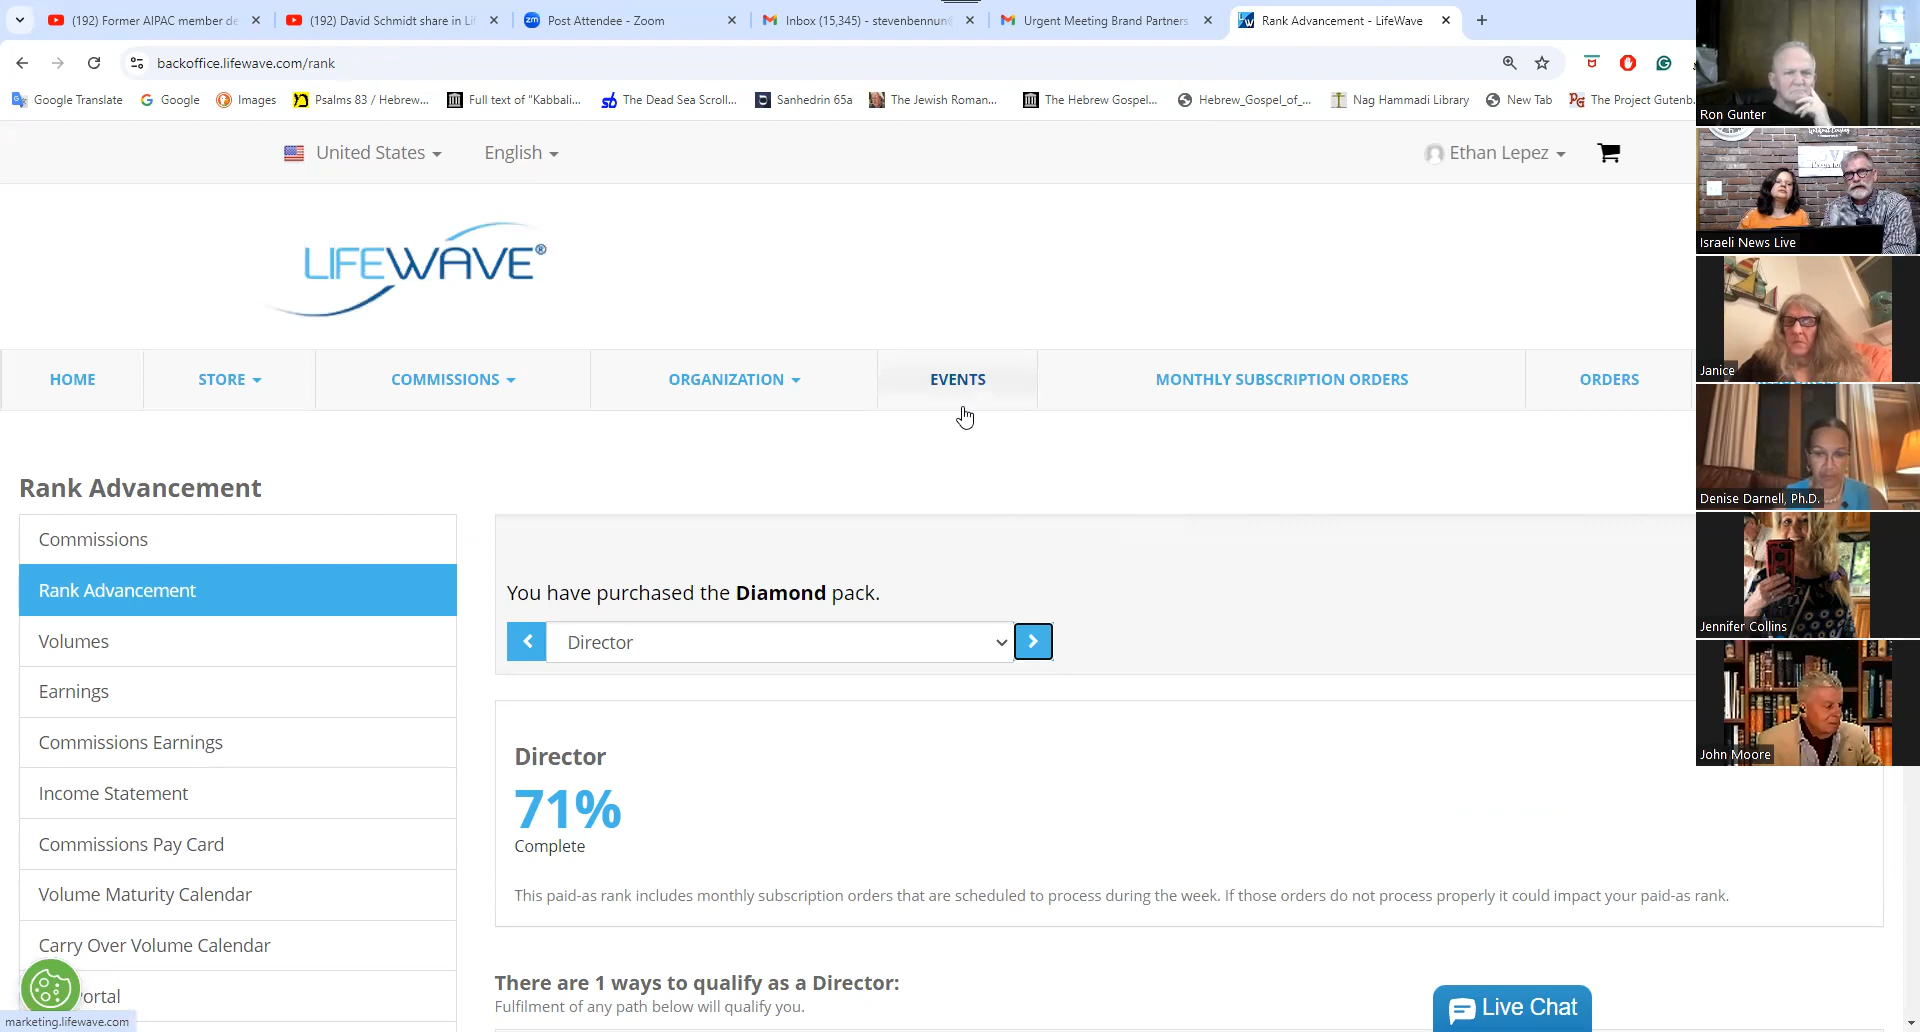 (192) Former AIPAC member de
(192) David Schmidt share in Lif
zm Post Attendee - Zoom
Inbox (15,345) - stevenbennun@
Urgent Meeting Brand Partners
Rank Advancement - LifeWave
backoffice.lifewave.com/rank
Google Translate
Google
Images
Psalms 83 / Hebrew...
Full text of "Kabbali...
The Dead Sea Scroll...
Sanhedrin 65a
The Jewish Roman...
The Hebrew Gospel...
Hebrew_Gospel_of_...
Nag Hammadi Library
New Tab
The Project Gutenb.
United States
English
Ethan Lepez
LIFEWAVE®
HOME
STORE
COMMISSIONS
ORGANIZATION
EVENTS
MONTHLY SUBSCRIPTION ORDERS
ORDERS
Rank Advancement
Commissions
Rank Advancement
Volumes
Earnings
Commissions Earnings
Income Statement
Commissions Pay Card
Volume Maturity Calendar
Carry Over Volume Calendar
ortal
marketing.lifewave.com
You have purchased the Diamond pack.
Director
Director
71%
Complete
This paid-as rank includes monthly subscription orders that are scheduled to process during the week. If those orders do not process properly it could impact your paid-as rank.
There are 1 ways to qualify as a Director:
Fulfilment of any path below will qualify you.
Live Chat
Ron Gunter
Israeli News Live
Janice
Denise Darnell, Ph.D.
Jennifer Collins
John Moore